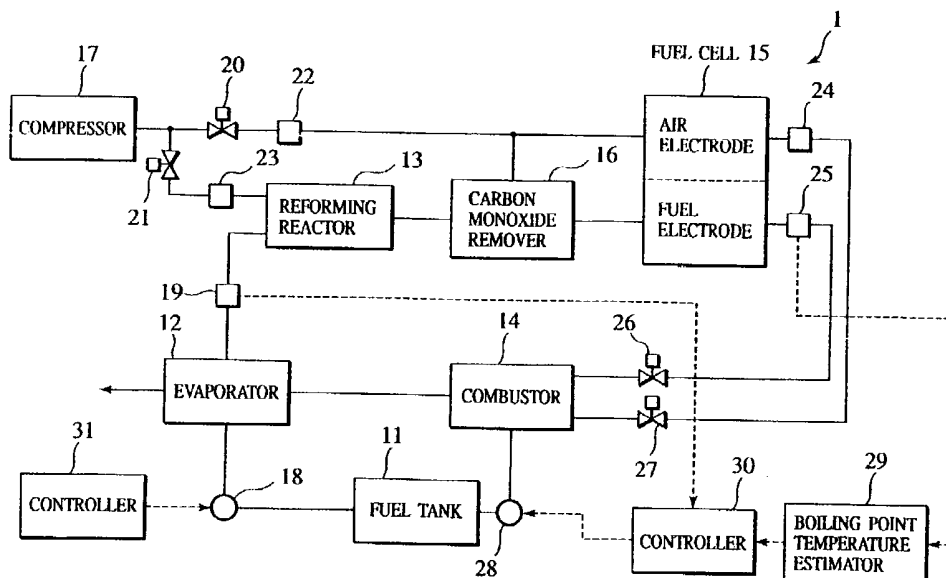 1
17
20
22
FUEL CELL 15
24
COMPRESSOR
AIR
ELECTRODE
21
23
13
16
25
REFORMING
REACTOR
CARBON
MONOXIDE
REMOVER
FUEL
ELECTRODE
19
12
14
26
EVAPORATOR
COMBUSTOR
27
31
18
11
30
29
CONTROLLER
FUEL TANK
28
CONTROLLER
BOILING POINT
TEMPERATURE
ESTIMATOR